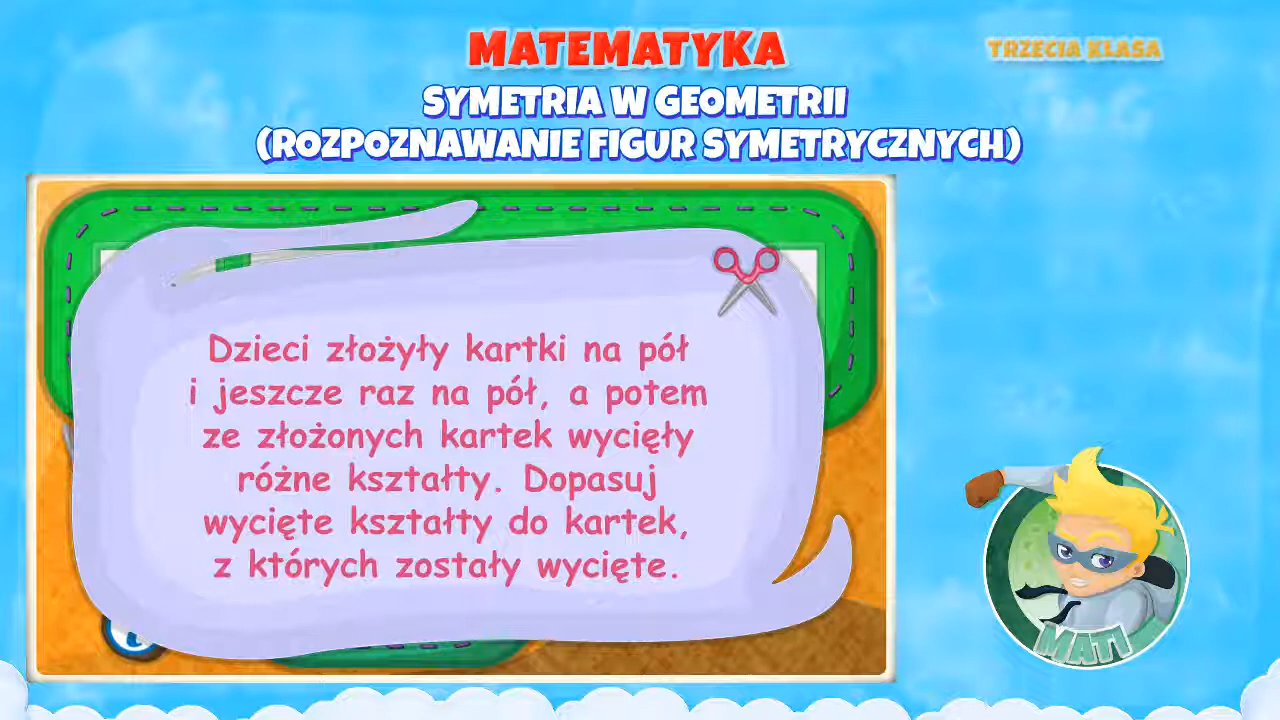 MATEMATYKA
TRZECIA KLASA
SYMETRIA W GEOMETRII
(ROZPOZNAWANIE FIGUR SYMETRYCZNYCH)
Dzieci złożyły kartki na pół
i jeszcze raz na pół, a potem
ze złożonych kartek wycięły
różne kształty. Dopasuj
wycięte kształty do kartek,
z których zostały wycięte.
MATI